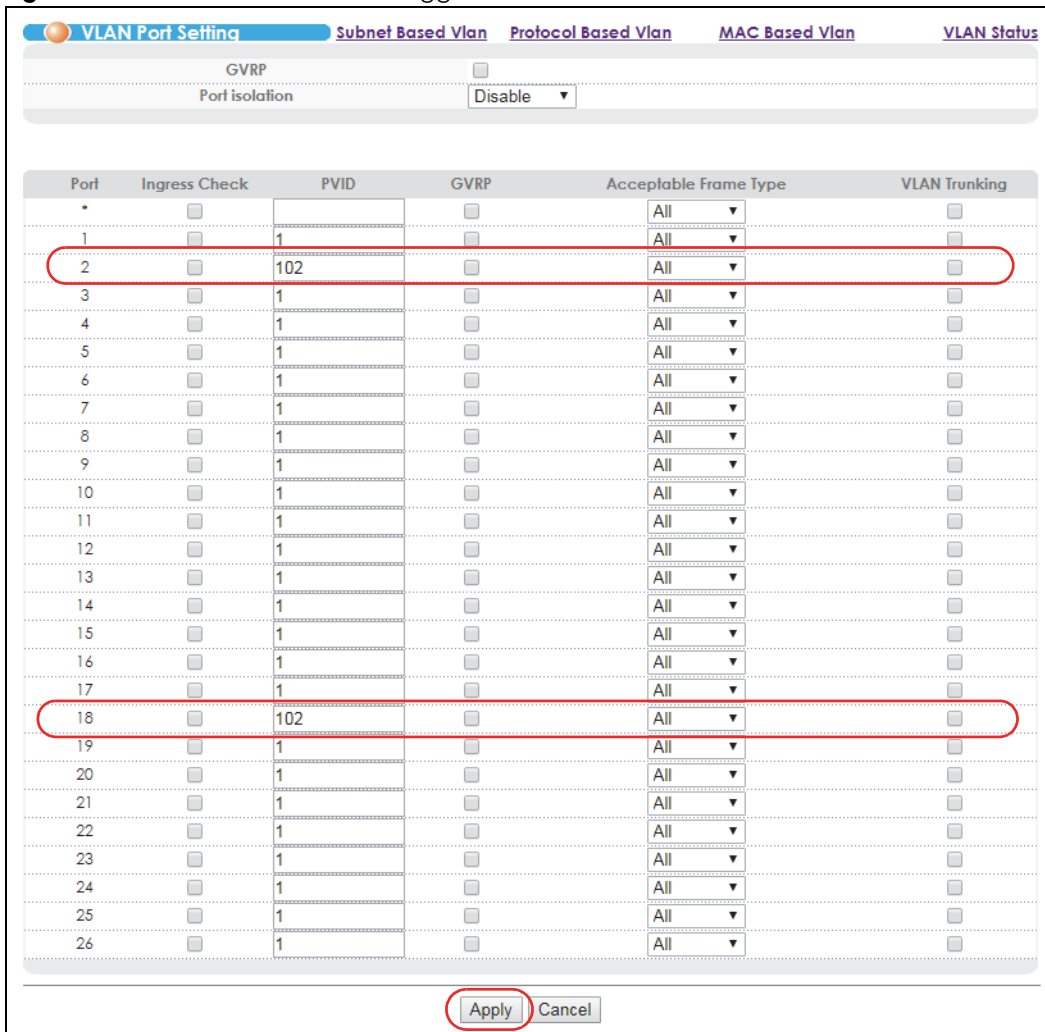 VLAN Port Setting Subnet Based Vlan Protocol Based Vlan MAC Based Vlan VLAN Status
GVRP
Port isolation Disable
Port Ingress Check PVID GVRP Acceptable Frame Type VLAN Trunking
* All
1 1 All
2 102 All
3 1 All
4 1 All
5 1 All
6 1 All
7 1 All
8 1 All
9 1 All
10 1 All
11 1 All
12 1 All
13 1 All
14 1 All
15 1 All
16 1 All
17 1 All
18 102 All
19 1 All
20 1 All
21 1 All
22 1 All
23 1 All
24 1 All
25 1 All
26 1 All
Apply Cancel